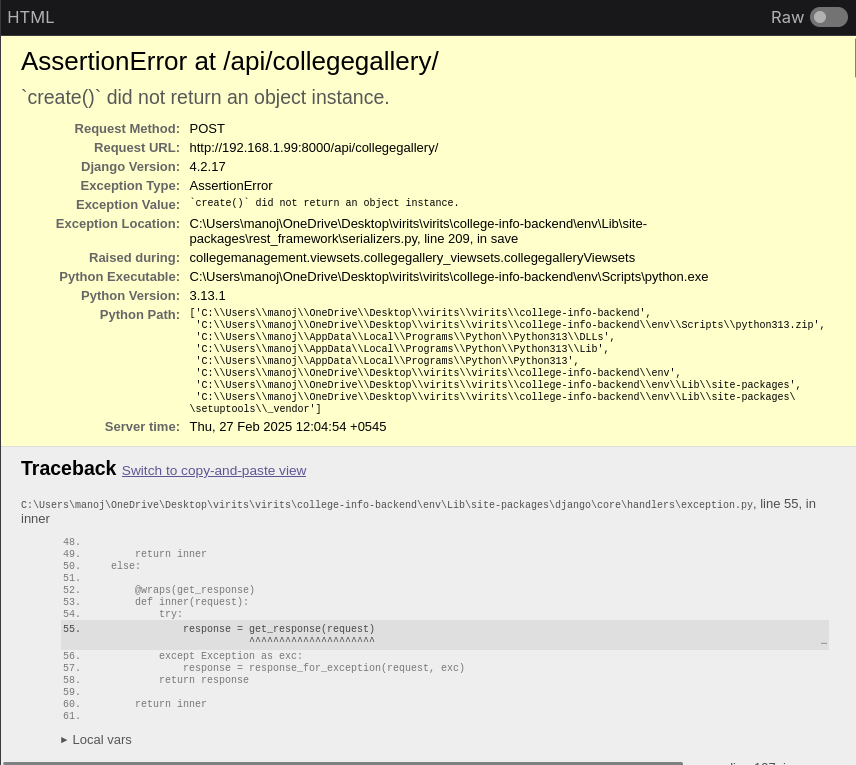 HTML
Raw
AssertionError at /api/collegegallery/
`create()` did not return an object instance.
Request Method: POST
Request URL: http://192.168.1.99:8000/api/collegegallery/
Django Version: 4.2.17
Exception Type: AssertionError
Exception Value: `create()` did not return an object instance.
Exception Location: C:\Users\manoj\OneDrive\Desktop\virits\virits\college-info-backend\env\Lib\site-
packages\rest_framework\serializers.py, line 209, in save
Raised during: collegemanagement.viewsets.collegegallery_viewsets.collegegalleryViewsets
Python Executable: C:\Users\manoj\OneDrive\Desktop\virits\virits\college-info-backend\env\Scripts\python.exe
Python Version: 3.13.1
Python Path: ['C:\\Users\\manoj\\OneDrive\\Desktop\\virits\\virits\\college-info-backend',
'C:\\Users\\manoj\\OneDrive\\Desktop\\virits\\virits\\college-info-backend\\env\\Scripts\\python313.zip',
'C:\\Users\\manoj\\AppData\\Local\\Programs\\Python\\Python313\\DLLs',
'C:\\Users\\manoj\\AppData\\Local\\Programs\\Python\\Python313\\Lib',
'C:\\Users\\manoj\\AppData\\Local\\Programs\\Python\\Python313',
'C:\\Users\\manoj\\OneDrive\\Desktop\\virits\\virits\\college-info-backend\\env',
'C:\\Users\\manoj\\OneDrive\\Desktop\\virits\\virits\\college-info-backend\\env\\Lib\\site-packages',
'C:\\Users\\manoj\\OneDrive\\Desktop\\virits\\virits\\college-info-backend\\env\\Lib\\site-packages\
\setuptools\\_vendor']
Server time: Thu, 27 Feb 2025 12:04:54 +0545
Traceback Switch to copy-and-paste view
C:\Users\manoj\OneDrive\Desktop\virits\virits\college-info-backend\env\Lib\site-packages\django\core\handlers\exception.py, line 55, in
inner
48.
49. return inner
50. else:
51.
52. @wraps(get_response)
53. def inner(request):
54. try:
55. response = get_response(request)
^^^^^^^^^^^^^^^^^^^^^
…
56. except Exception as exc:
57. response = response_for_exception(request, exc)
58. return response
59.
60. return inner
61.
► Local vars